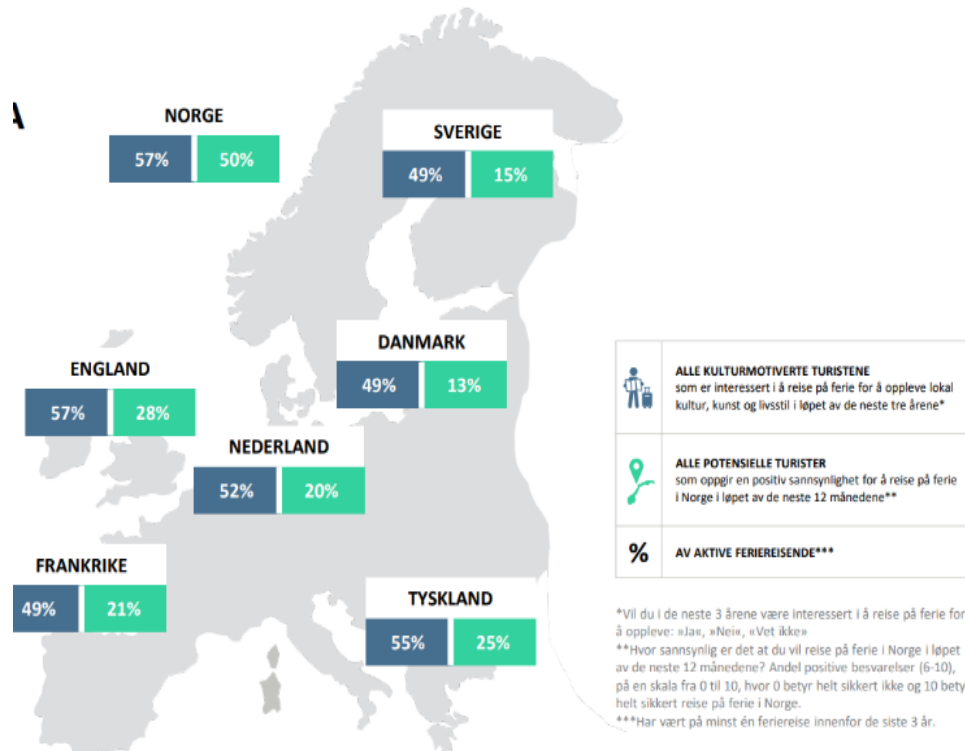 A
NORGE
57% 50%
SVERIGE
49% 15%
DANMARK
49% 13%
ENGLAND
57% 28%
NEDERLAND
52% 20%
FRANKRIKE
49% 21%
TYSKLAND
55% 25%
ALLE KULTURMOTIVERTE TURISTENE
som er interessert i å reise på ferie for å oppleve lokal
kultur, kunst og livsstil i løpet av de neste tre årene*
ALLE POTENSIELLE TURISTER
som oppgir en positiv sannsynlighet for å reise på ferie
i Norge i løpet av de neste 12 månedene**
% AV AKTIVE FERIEREISENDE***
*Vil du i de neste 3 årene være interessert i å reise på ferie for
å oppleve: »Ja«, »Nei«, «Vet ikke»
**Hvor sannsynlig er det at du vil reise på ferie i Norge i løpet
av de neste 12 månedene? Andel positive besvarelser (6-10),
på en skala fra 0 til 10, hvor 0 betyr helt sikkert ikke og 10 bety
helt sikkert reise på ferie i Norge.
***Har vært på minst én feriereise innenfor de siste 3 år.